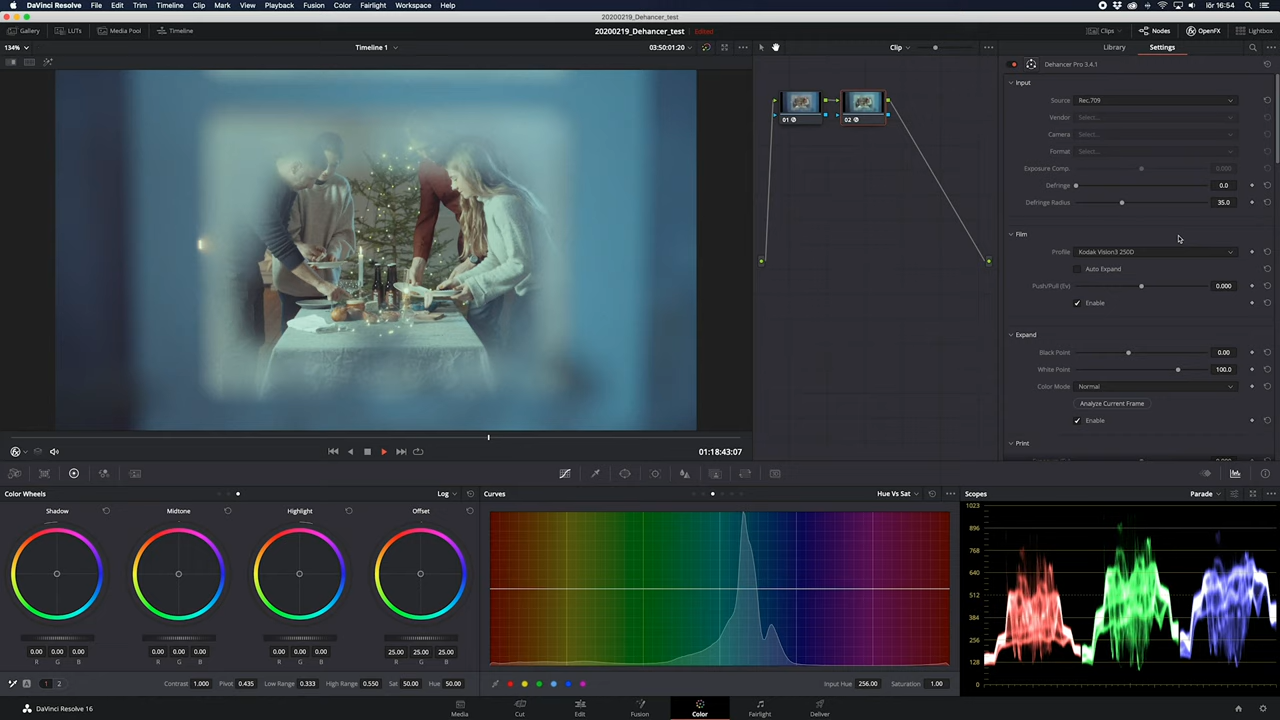 DaVinci Resolve File Edit Trim Timeline Clip Mark View Playback Fusion Color Fairlight Workspace Help
lör 16:54
20200219_Dehancer_test
Gallery LUTs Media Pool Timeline
20200219_Dehancer_test Edited
Clips Nodes OpenFX Lightbox
134% Timeline 1 03:50:01:20 Clip Library Settings
Dehancer Pro 3.4.1
Input
Source Rec.709
Vendor Select...
Camera Select...
Format Select...
Exposure Comp. 0.000
Defringe 0.0
Defringe Radius 35.0
Film
Profile Kodak Vision3 250D
Auto Expand
Push/Pull (Ev) 0.000
Enable
Expand
Black Point 0.00
White Point 100.0
Color Mode Normal
Analyze Current Frame
Enable
Print
01 02
01:18:43:07
Color Wheels Log
Shadow Midtone Highlight Offset
0.00 0.00 0.00 0.00 0.00 0.00 0.00 0.00 0.00 25.00 25.00 25.00
R G B R G B R G B R G B
1 2 Contrast 1.000 Pivot 0.435 Low Range 0.333 High Range 0.550 Sat 50.00 Hue 50.00
Curves Hue Vs Sat
Input Hue 256.00 Saturation 1.00
Scopes Parade
1023
896
768
640
512
384
256
128
0
DaVinci Resolve 16
Media Cut Edit Fusion Color Fairlight Deliver